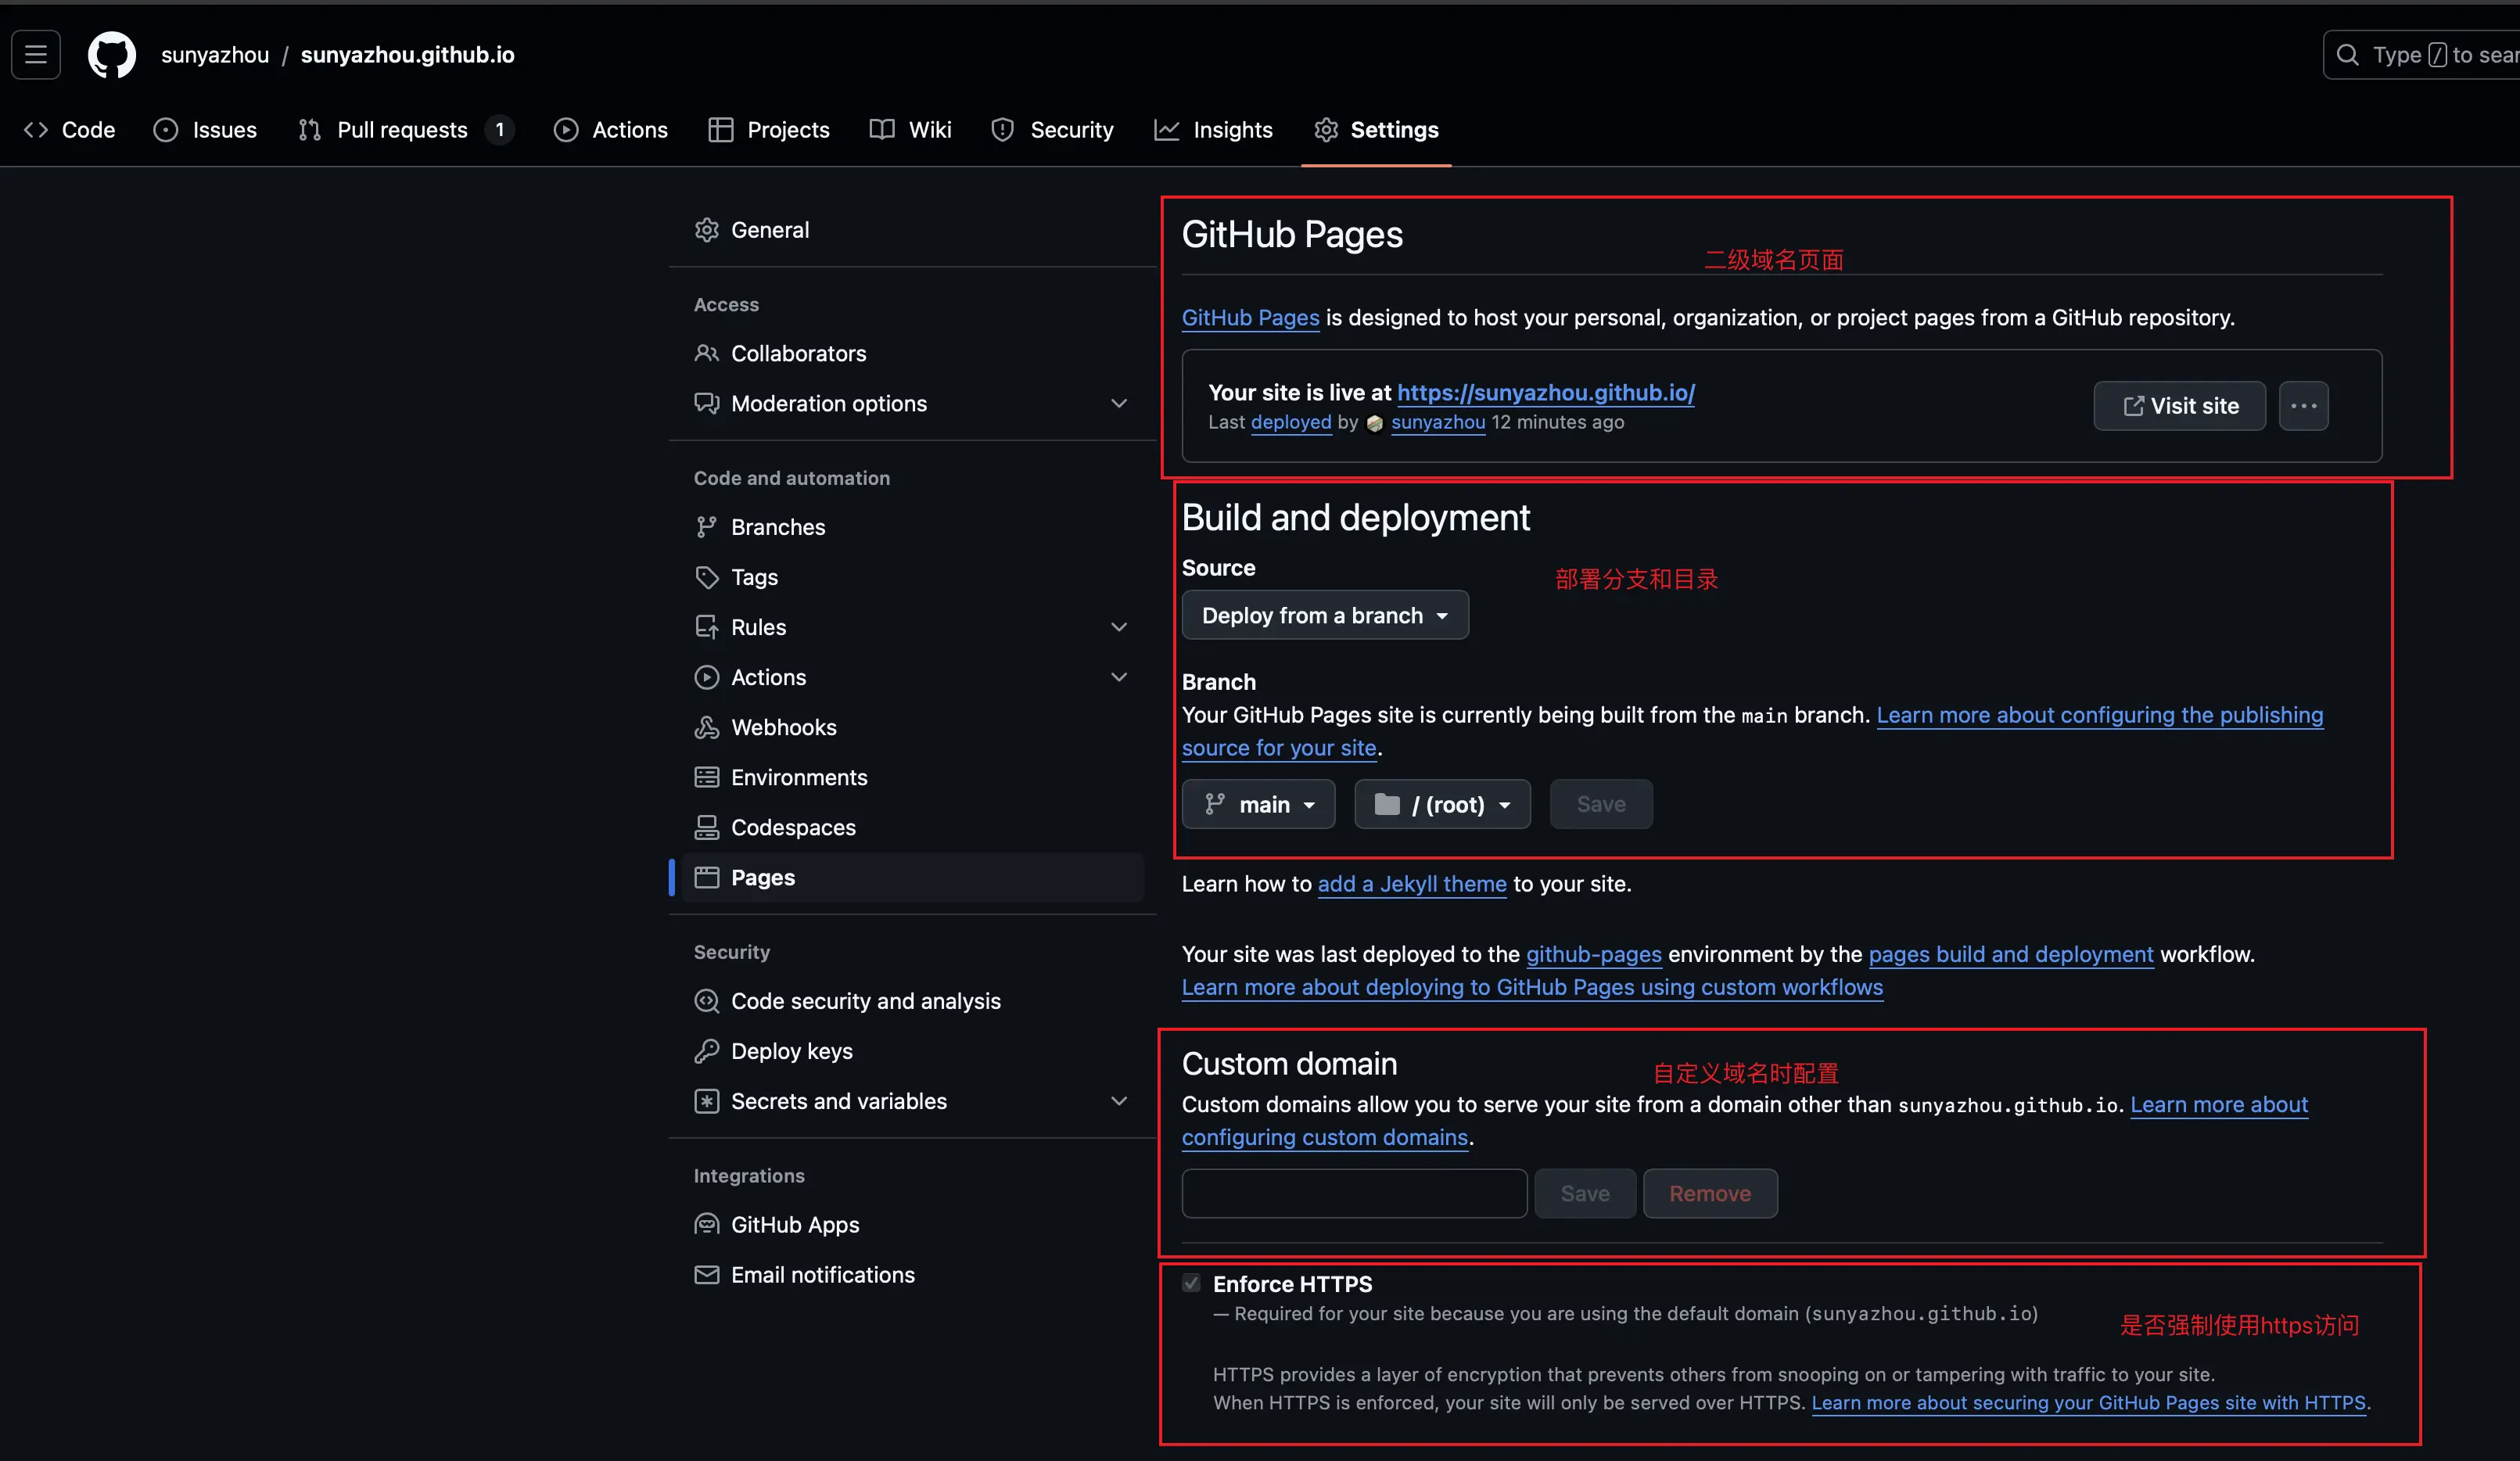 sunyazhou / sunyazhou.github.io
Type / to sear
Code
Issues
Pull requests 1
Actions
Projects
Wiki
Security
Insights
Settings
General
Access
Collaborators
Moderation options
Code and automation
Branches
Tags
Rules
Actions
Webhooks
Environments
Codespaces
Pages
Security
Code security and analysis
Deploy keys
Secrets and variables
Integrations
GitHub Apps
Email notifications
GitHub Pages
二级域名页面
GitHub Pages is designed to host your personal, organization, or project pages from a GitHub repository.
Your site is live at https://sunyazhou.github.io/
Last deployed by sunyazhou 12 minutes ago
Visit site
Build and deployment
Source
部署分支和目录
Deploy from a branch
Branch
Your GitHub Pages site is currently being built from the main branch. Learn more about configuring the publishing
source for your site.
main
/ (root)
Save
Learn how to add a Jekyll theme to your site.
Your site was last deployed to the github-pages environment by the pages build and deployment workflow.
Learn more about deploying to GitHub Pages using custom workflows
Custom domain
自定义域名时配置
Custom domains allow you to serve your site from a domain other than sunyazhou.github.io. Learn more about
configuring custom domains.
Save
Remove
Enforce HTTPS
— Required for your site because you are using the default domain (sunyazhou.github.io)
是否强制使用https访问
HTTPS provides a layer of encryption that prevents others from snooping on or tampering with traffic to your site.
When HTTPS is enforced, your site will only be served over HTTPS. Learn more about securing your GitHub Pages site with HTTPS.